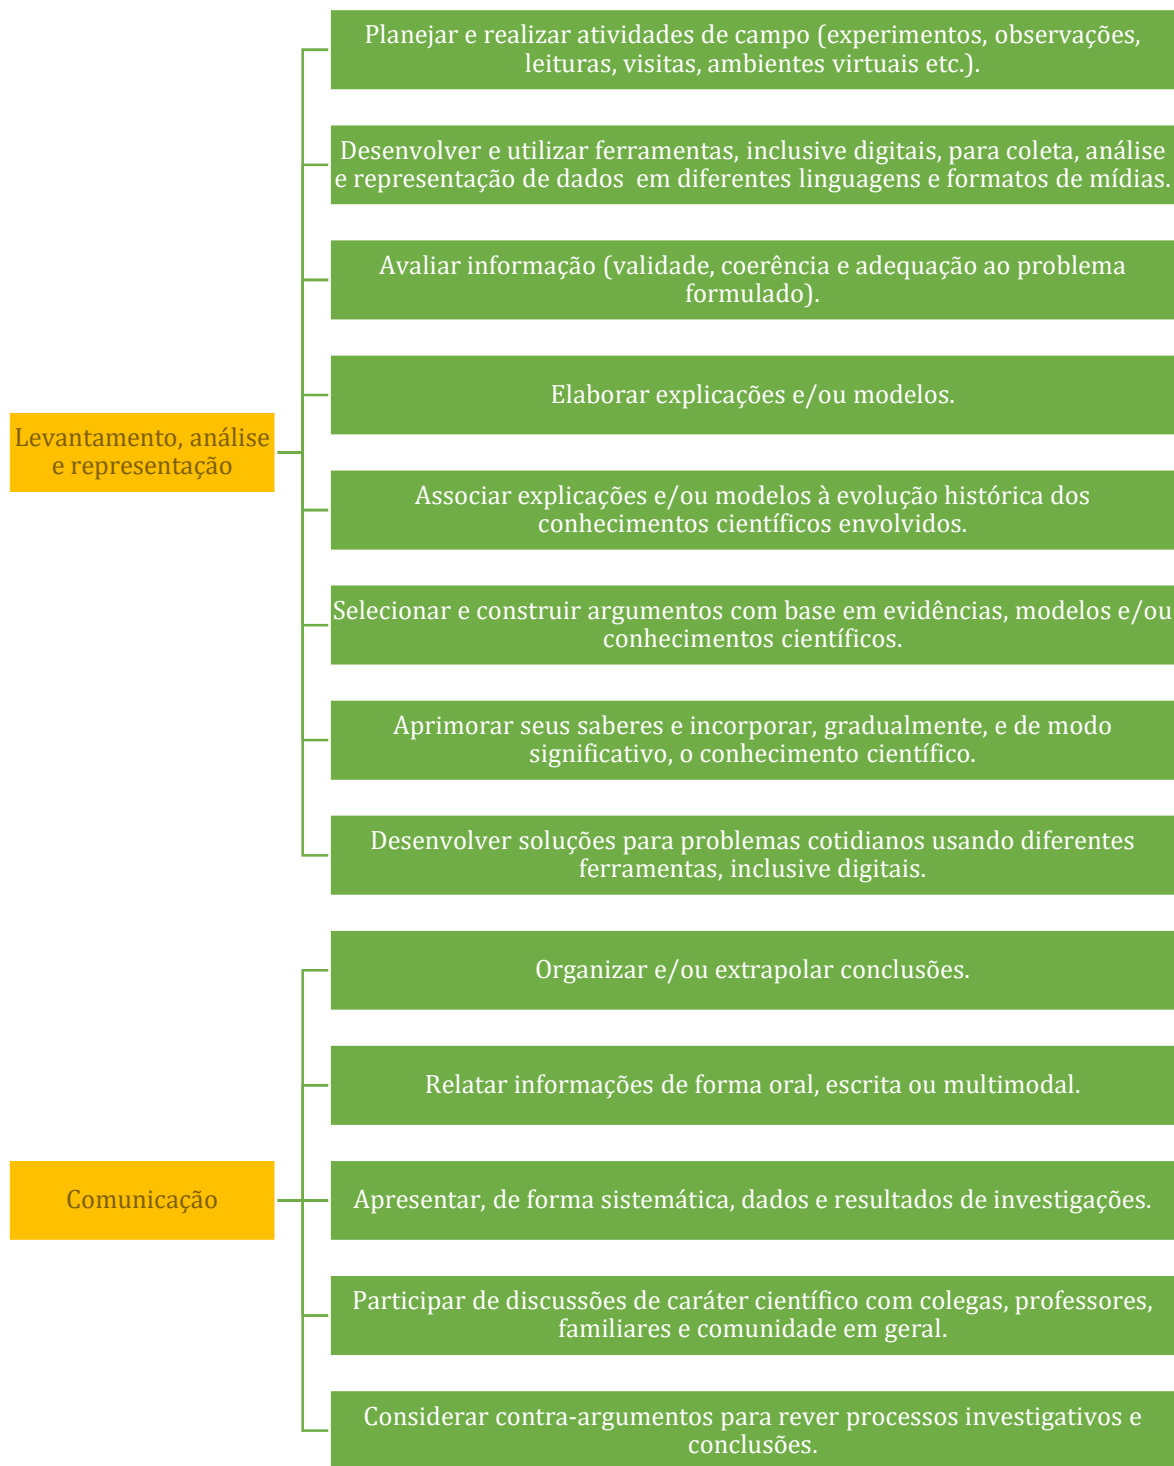 Planejar e realizar atividades de campo (experimentos, observações,
leituras, visitas, ambientes virtuais etc.).
Desenvolver e utilizar ferramentas, inclusive digitais, para coleta, análise
e representação de dados  em diferentes linguagens e formatos de mídias.
Avaliar informação (validade, coerência e adequação ao problema
formulado).
Elaborar explicações e/ou modelos.
Levantamento, análise
e representação
Associar explicações e/ou modelos à evolução histórica dos
conhecimentos científicos envolvidos.
Selecionar e construir argumentos com base em evidências, modelos e/ou
conhecimentos científicos.
Aprimorar seus saberes e incorporar, gradualmente, e de modo
significativo, o conhecimento científico.
Desenvolver soluções para problemas cotidianos usando diferentes
ferramentas, inclusive digitais.
Organizar e/ou extrapolar conclusões.
Relatar informações de forma oral, escrita ou multimodal.
Comunicação
Apresentar, de forma sistemática, dados e resultados de investigações.
Participar de discussões de caráter científico com colegas, professores,
familiares e comunidade em geral.
Considerar contra-argumentos para rever processos investigativos e
conclusões.